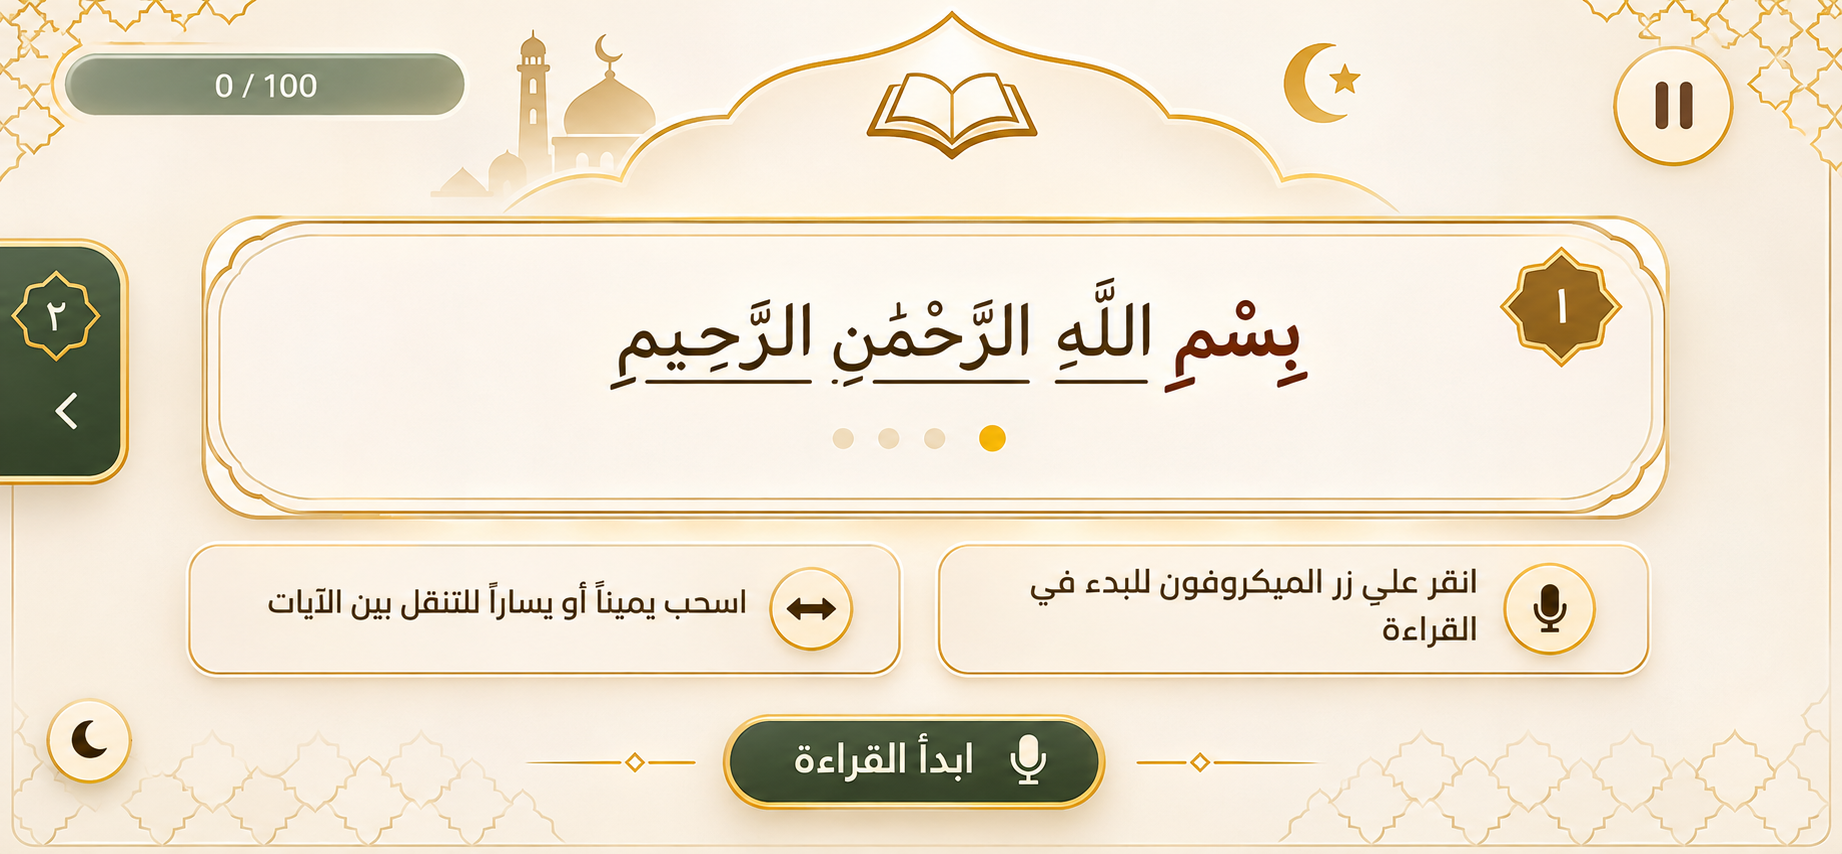 0 / 100
١
بِسْمِ اللَّهِ الرَّحْمَٰنِ الرَّحِيمِ
٢
انقر علي زر الميكروفون للبدء في
القراءة
اسحب يميناً أو يساراً للتنقل بين الآيات
ابدأ القراءة